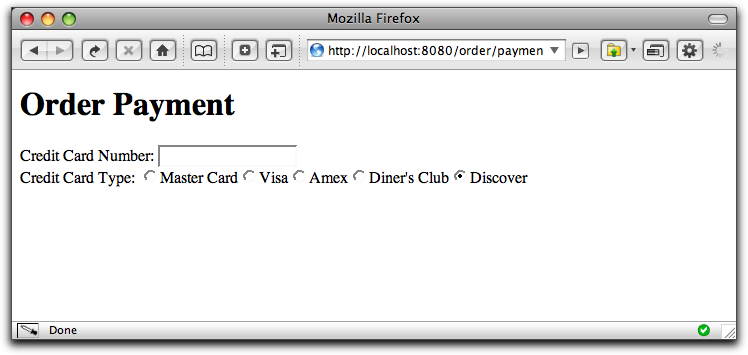 Mozilla Firefox
http://localhost:8080/order/paymen
Order Payment
Credit Card Number:
Credit Card Type: Master Card Visa Amex Diner's Club Discover
Done